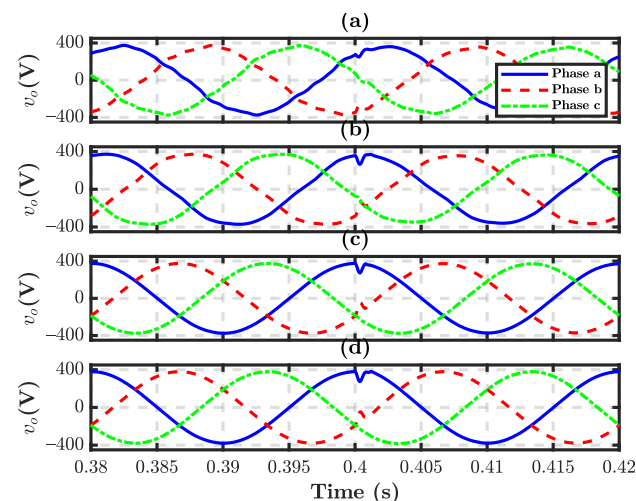 (a)
400
0
−400
v_o(V)
Phase a
Phase b
Phase c
(b)
400
0
−400
v_o(V)
(c)
400
0
−400
v_o(V)
(d)
400
0
−400
v_o(V)
0.38 0.385 0.39 0.395 0.4 0.405 0.41 0.415 0.42
Time (s)